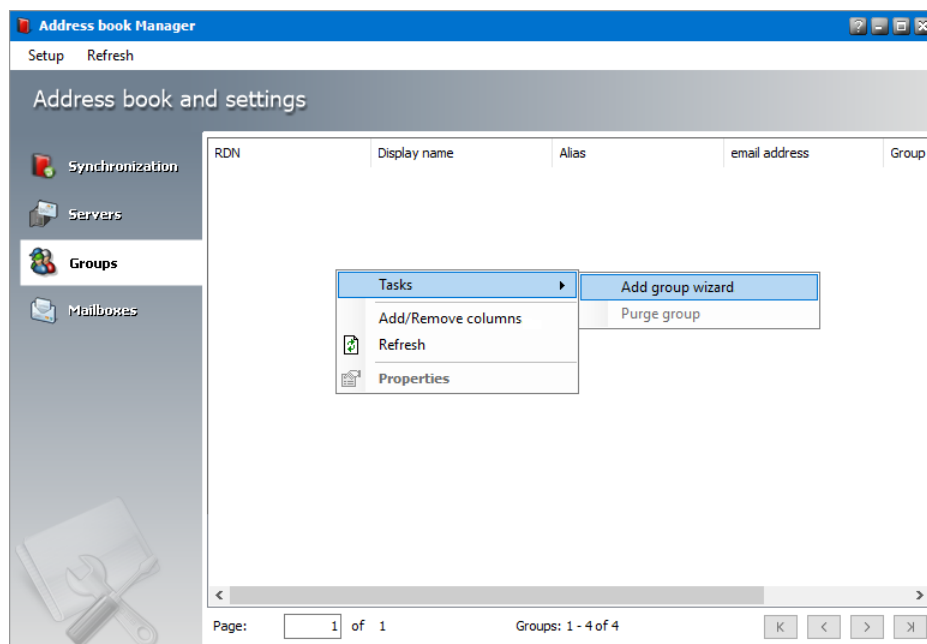 Address book Manager
Setup Refresh
Address book and settings
RDN Display name Alias email address Group
Synchronization
Servers
Groups
Mailboxes
Tasks
Add/Remove columns
Refresh
Properties
Add group wizard
Purge group
Page: 1 of 1 Groups: 1 - 4 of 4